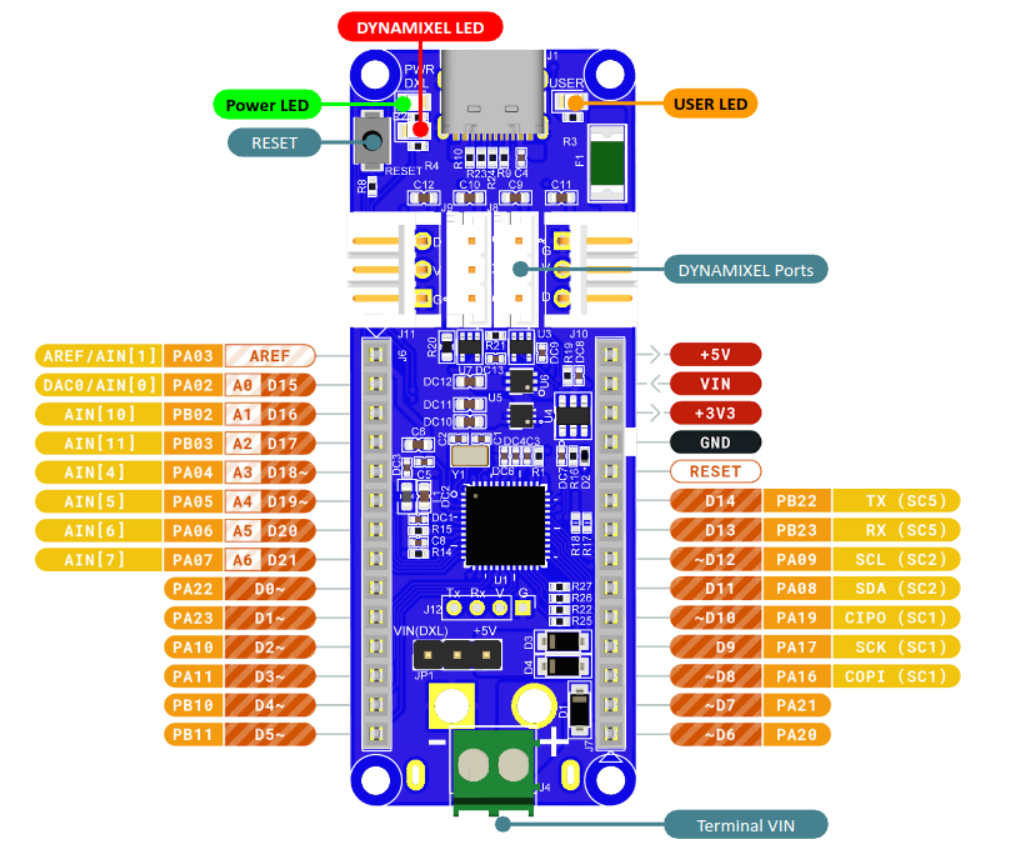 DYNAMIXEL LED
J1
PWR
DXL
USER
Power LED
USER LED
RESET
R3
R4
RESET
R10
R23
R24
R9
C4
F1
R8
C12
C10
C9
C11
J9
J8
D
V
G
G
D
DYNAMIXEL Ports
J11
J10
J6
R20
R21
U3
DC9
R19
DC8
U7
DC13
DC12
U6
U5
DC11
DC10
U4
C6
C2
C1
DC3
C5
Y1
DC4
C3
DC6
R1
DC7
R16
D2
DC2
DC1
R15
C8
R14
R18
R17
U1
AREF/AIN[1] PA03 AREF
DAC0/AIN[0] PA02 A0 D15
AIN[10] PB02 A1 D16
AIN[11] PB03 A2 D17
AIN[4] PA04 A3 D18~
AIN[5] PA05 A4 D19~
AIN[6] PA06 A5 D20
AIN[7] PA07 A6 D21
PA22 D0~
PA23 D1~
PA10 D2~
PA11 D3~
PB10 D4~
PB11 D5~
+5V
VIN
+3V3
GND
RESET
D14 PB22 TX (SC5)
D13 PB23 RX (SC5)
~D12 PA09 SCL (SC2)
D11 PA08 SDA (SC2)
~D10 PA19 CIPO (SC1)
D9 PA17 SCK (SC1)
~D8 PA16 COPI (SC1)
~D7 PA21
~D6 PA20
Tx Rx V G
J12
R27
R26
R22
R25
VIN(DXL) +5V
JP1
D3
D4
D1
J7
- +
J4
Terminal VIN